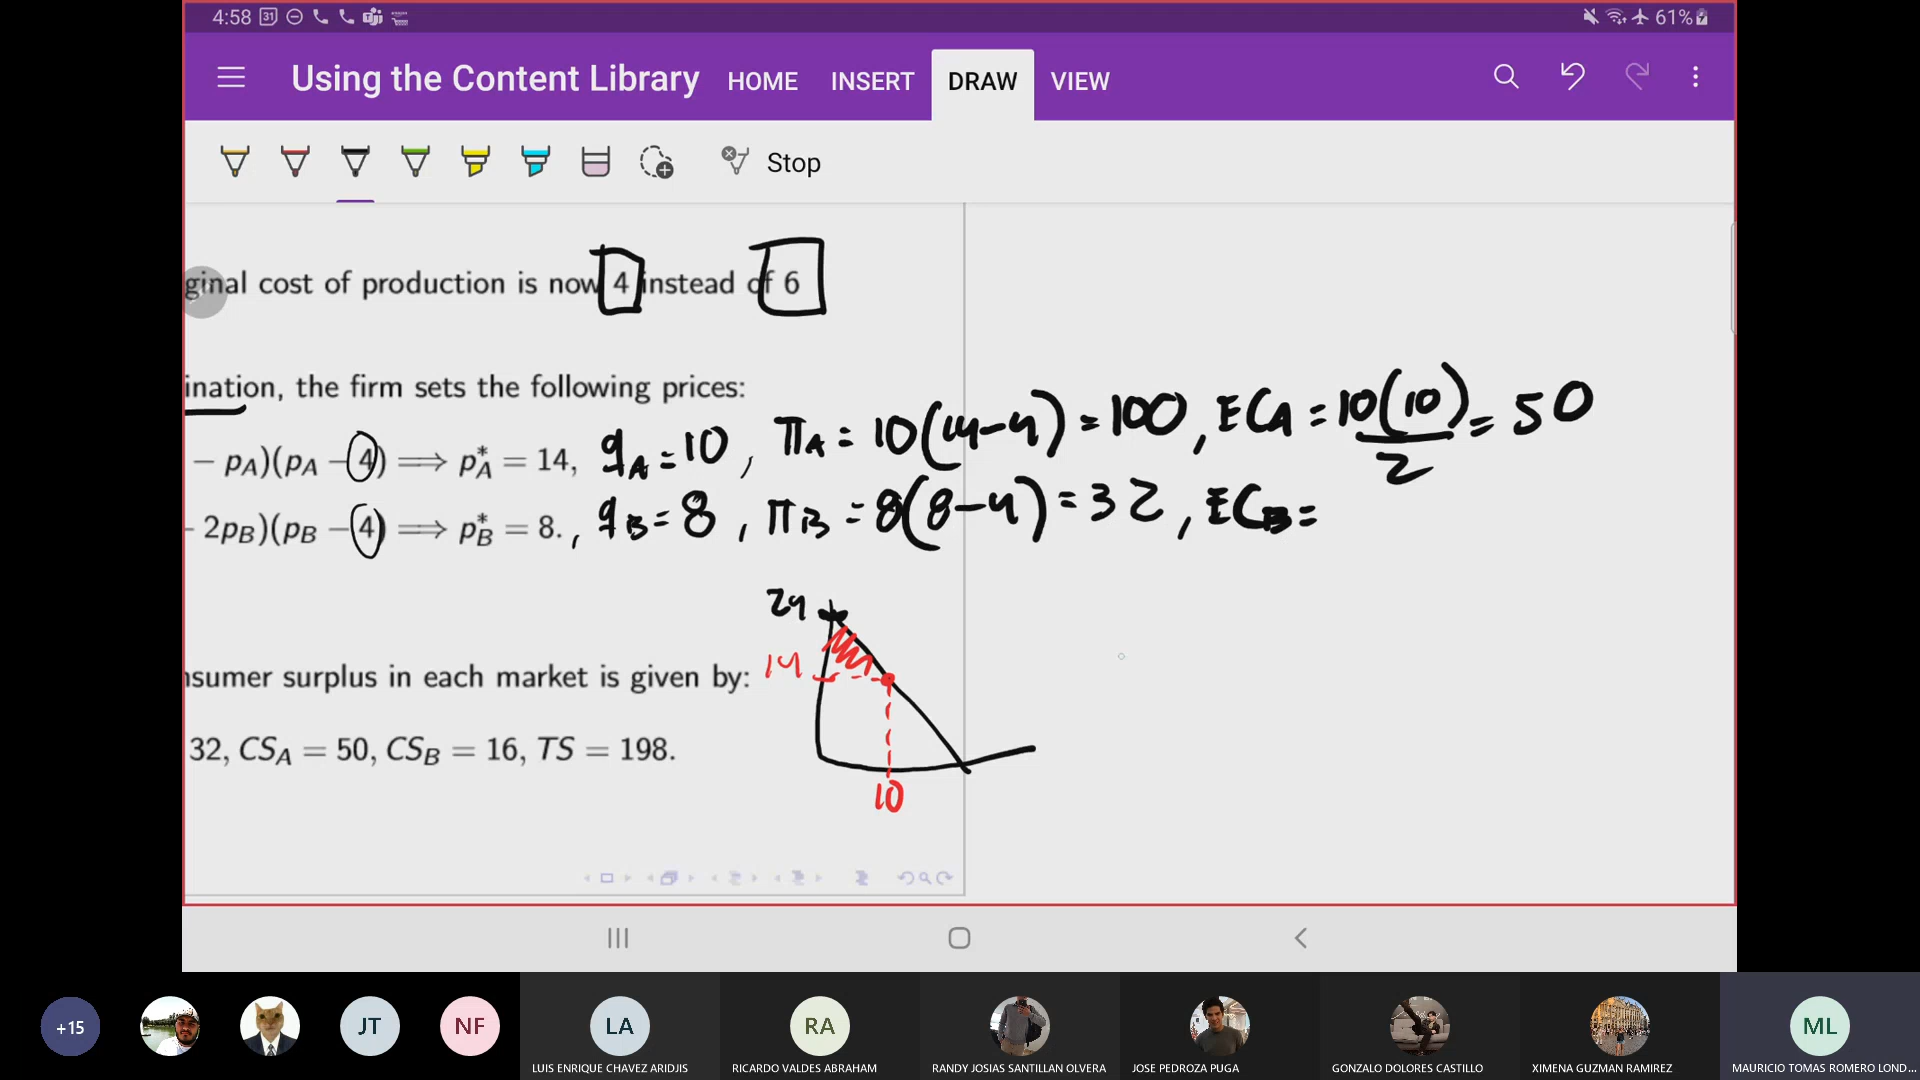 4:58 31 61%
Using the Content Library HOME INSERT DRAW VIEW
Stop
ginal cost of production is now 4 instead of 6
ination, the firm sets the following prices:
− pA)(pA − 4) ⟹ p*A = 14, qA = 10, πA = 10(14−4) = 100, ECA = 10(10)/2 = 50
− 2pB)(pB − 4) ⟹ p*B = 8. , qB = 8, πB = 8(8−4) = 32, ECB =
24
14
nsumer surplus in each market is given by:
32, CSA = 50, CSB = 16, TS = 198.
10
+15 JT NF LA RA ML
LUIS ENRIQUE CHAVEZ ARIDJIS RICARDO VALDES ABRAHAM RANDY JOSIAS SANTILLAN OLVERA JOSE PEDROZA PUGA GONZALO DOLORES CASTILLO XIMENA GUZMAN RAMIREZ MAURICIO TOMAS ROMERO LOND...